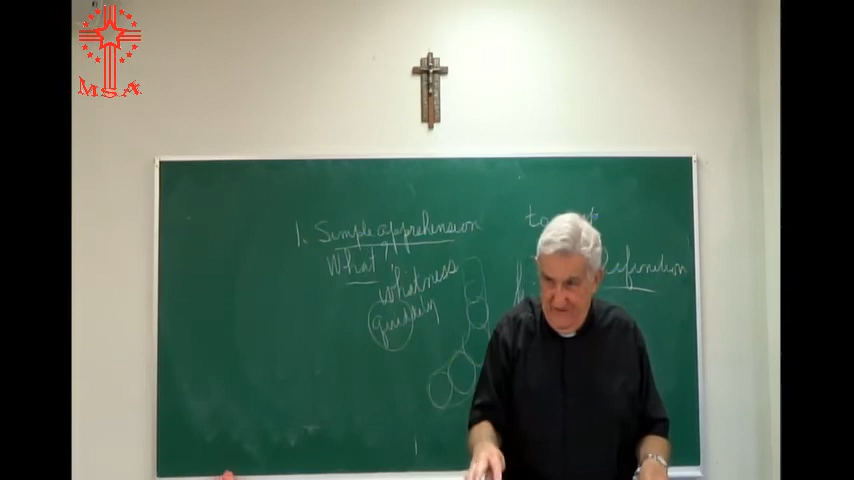 MSA
1. Simple apprehension
What?
whatness
quiddity
Definition